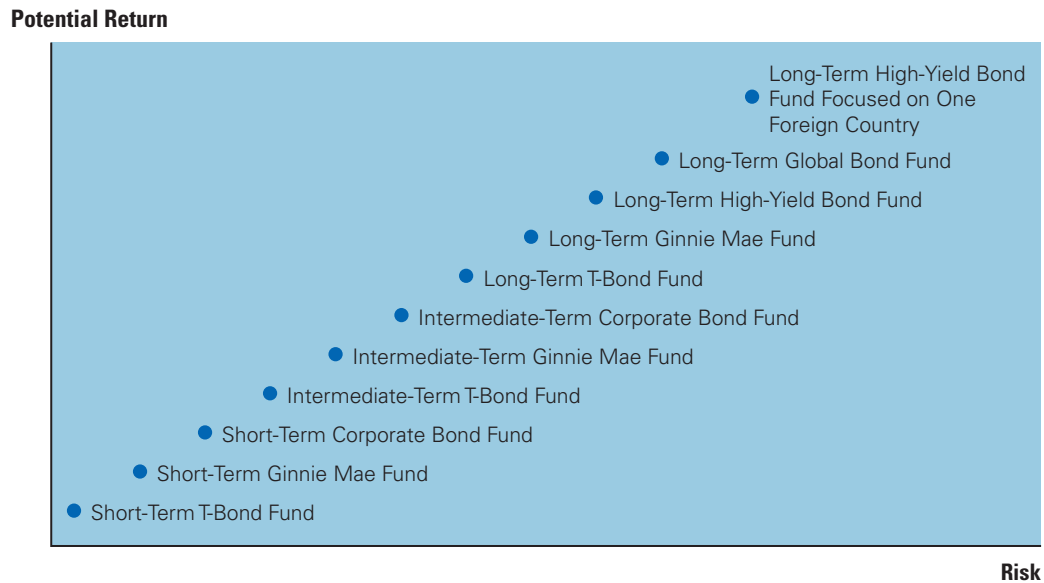 Potential Return
Long-Term High-Yield Bond
Fund Focused on One
Foreign Country
Long-Term Global Bond Fund
Long-Term High-Yield Bond Fund
Long-Term Ginnie Mae Fund
Long-Term T-Bond Fund
Intermediate-Term Corporate Bond Fund
Intermediate-Term Ginnie Mae Fund
Intermediate-Term T-Bond Fund
Short-Term Corporate Bond Fund
Short-Term Ginnie Mae Fund
Short-Term T-Bond Fund
Risk